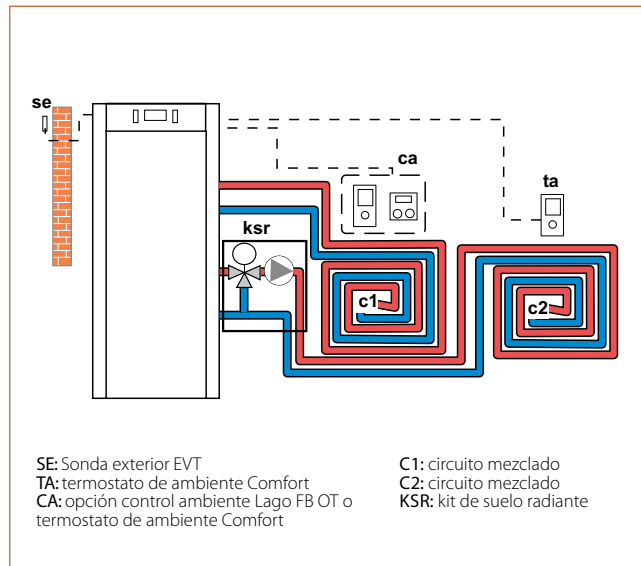 se
ca
ta
ksr
c1
c2
SE: Sonda exterior EVT
TA: termostato de ambiente Comfort
CA: opción control ambiente Lago FB OT o
termostato de ambiente Comfort
C1: circuito mezclado
C2: circuito mezclado
KSR: kit de suelo radiante